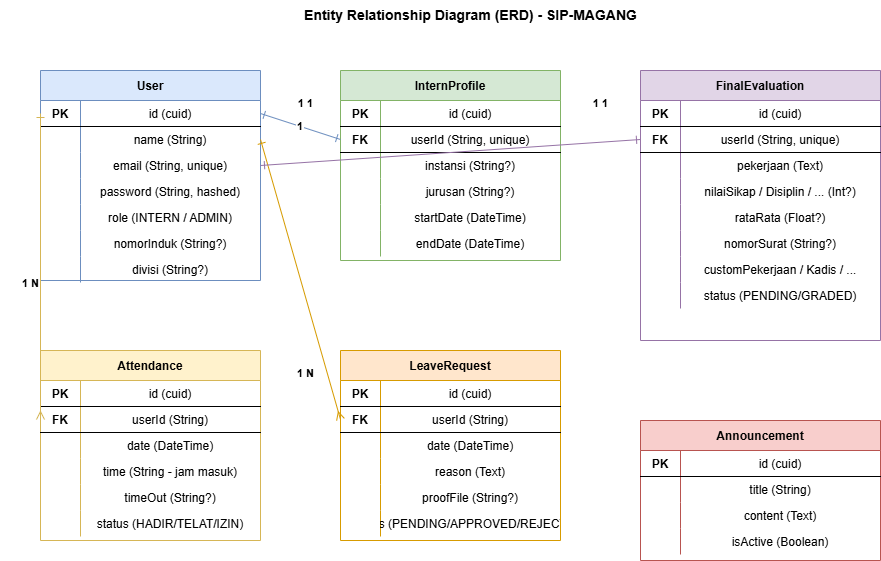 Entity Relationship Diagram (ERD) - SIP-MAGANG
User
PK id (cuid)
name (String)
email (String, unique)
password (String, hashed)
role (INTERN / ADMIN)
nomorInduk (String?)
divisi (String?)
1 1
1
InternProfile
PK id (cuid)
FK userId (String, unique)
instansi (String?)
jurusan (String?)
startDate (DateTime)
endDate (DateTime)
1 1
FinalEvaluation
PK id (cuid)
FK userId (String, unique)
pekerjaan (Text)
nilaiSikap / Disiplin / ... (Int?)
rataRata (Float?)
nomorSurat (String?)
customPekerjaan / Kadis / ...
status (PENDING/GRADED)
1 N
Attendance
PK id (cuid)
FK userId (String)
date (DateTime)
time (String - jam masuk)
timeOut (String?)
status (HADIR/TELAT/IZIN)
1 N
LeaveRequest
PK id (cuid)
FK userId (String)
date (DateTime)
reason (Text)
proofFile (String?)
s (PENDING/APPROVED/REJEC
Announcement
PK id (cuid)
title (String)
content (Text)
isActive (Boolean)